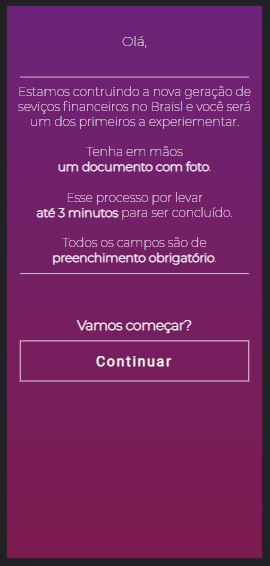 Olá,
Estamos contruindo a nova geração de
seviços financeiros no Braisl e você será
um dos primeiros a experiementar.
Tenha em mãos
um documento com foto.
Esse processo por levar
até 3 minutos para ser concluído.
Todos os campos são de
preenchimento obrigatório.
Vamos começar?
Continuar